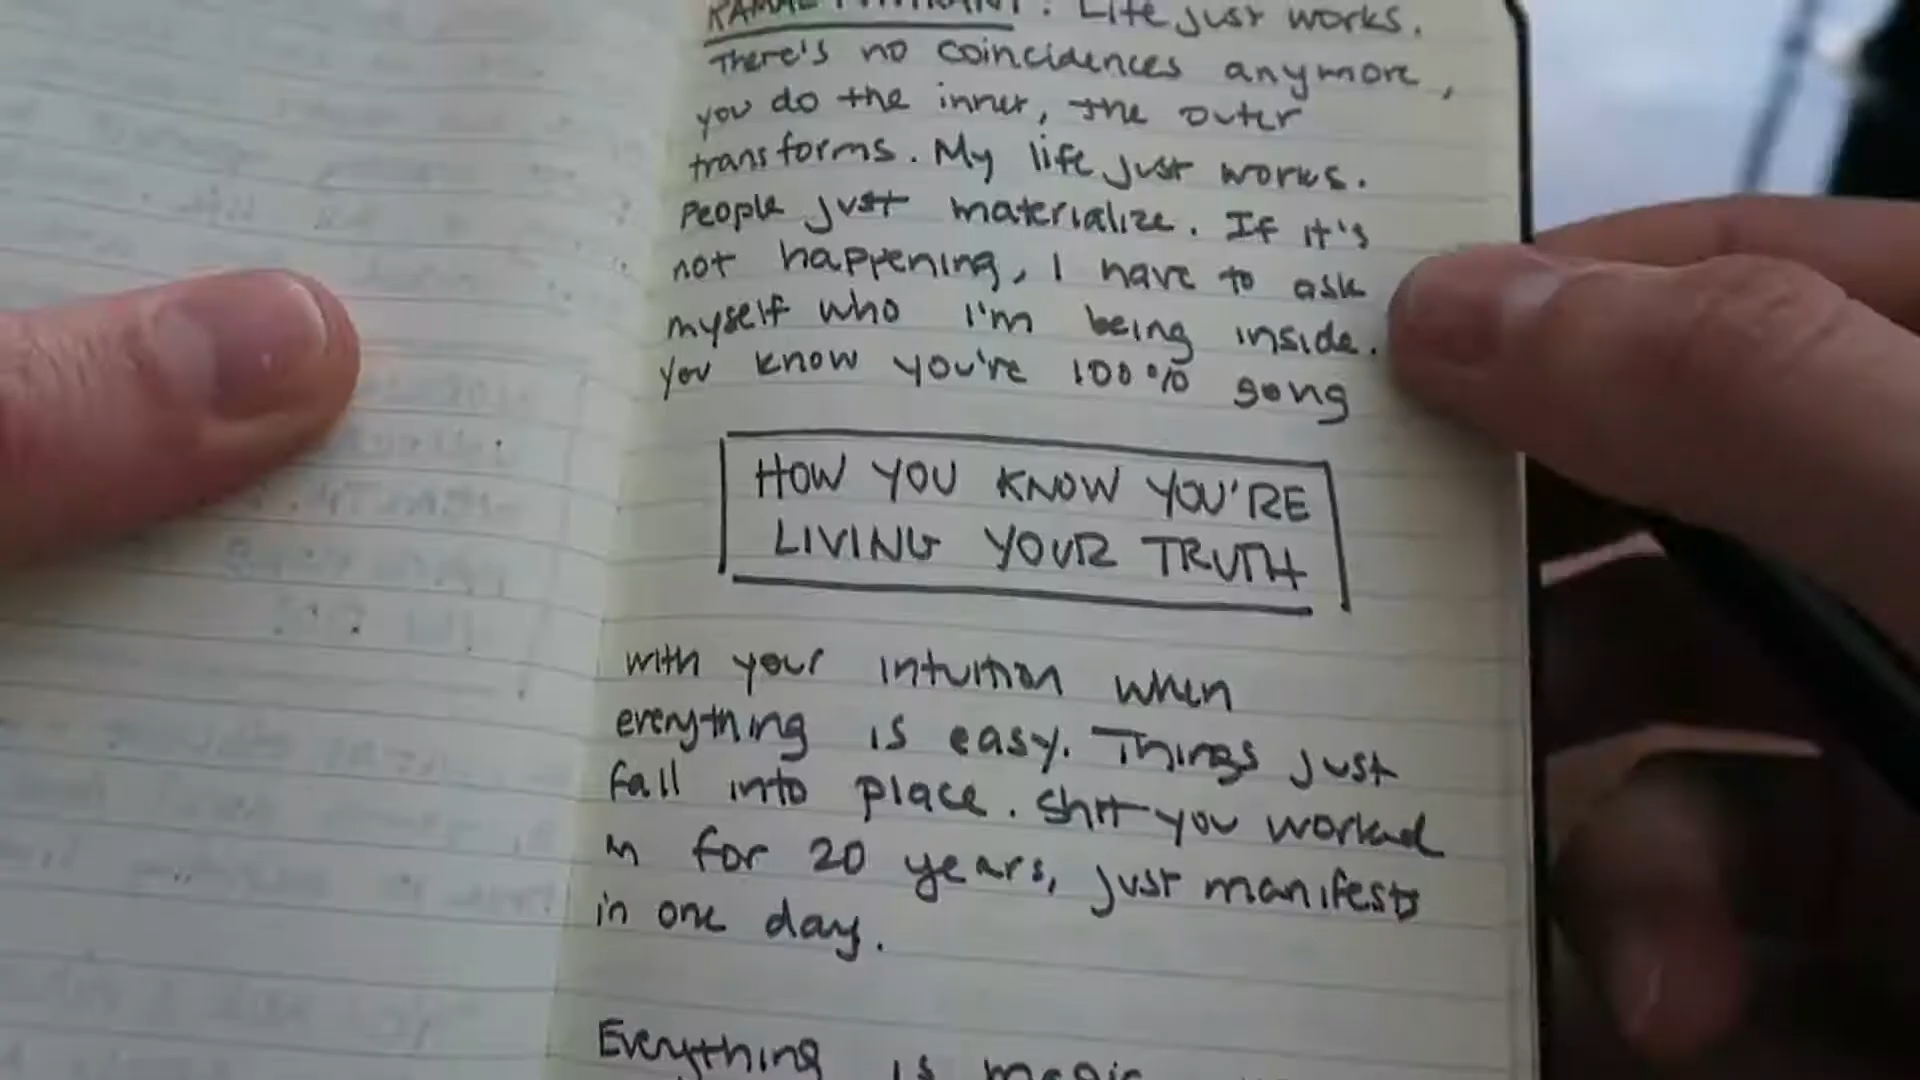 Life just works.
There's no coincidences anymore,
you do the inner, the outer
transforms. My life just works.
People just materialize. If it's
not happening, I have to ask
myself who I'm being inside.
you know you're 100% gong
HOW YOU KNOW YOU'RE
LIVING YOUR TRUTH
with your intuition when
everything is easy. Things just
fall into place. Shit you worked
on for 20 years, just manifests
in one day.
Everything is magic